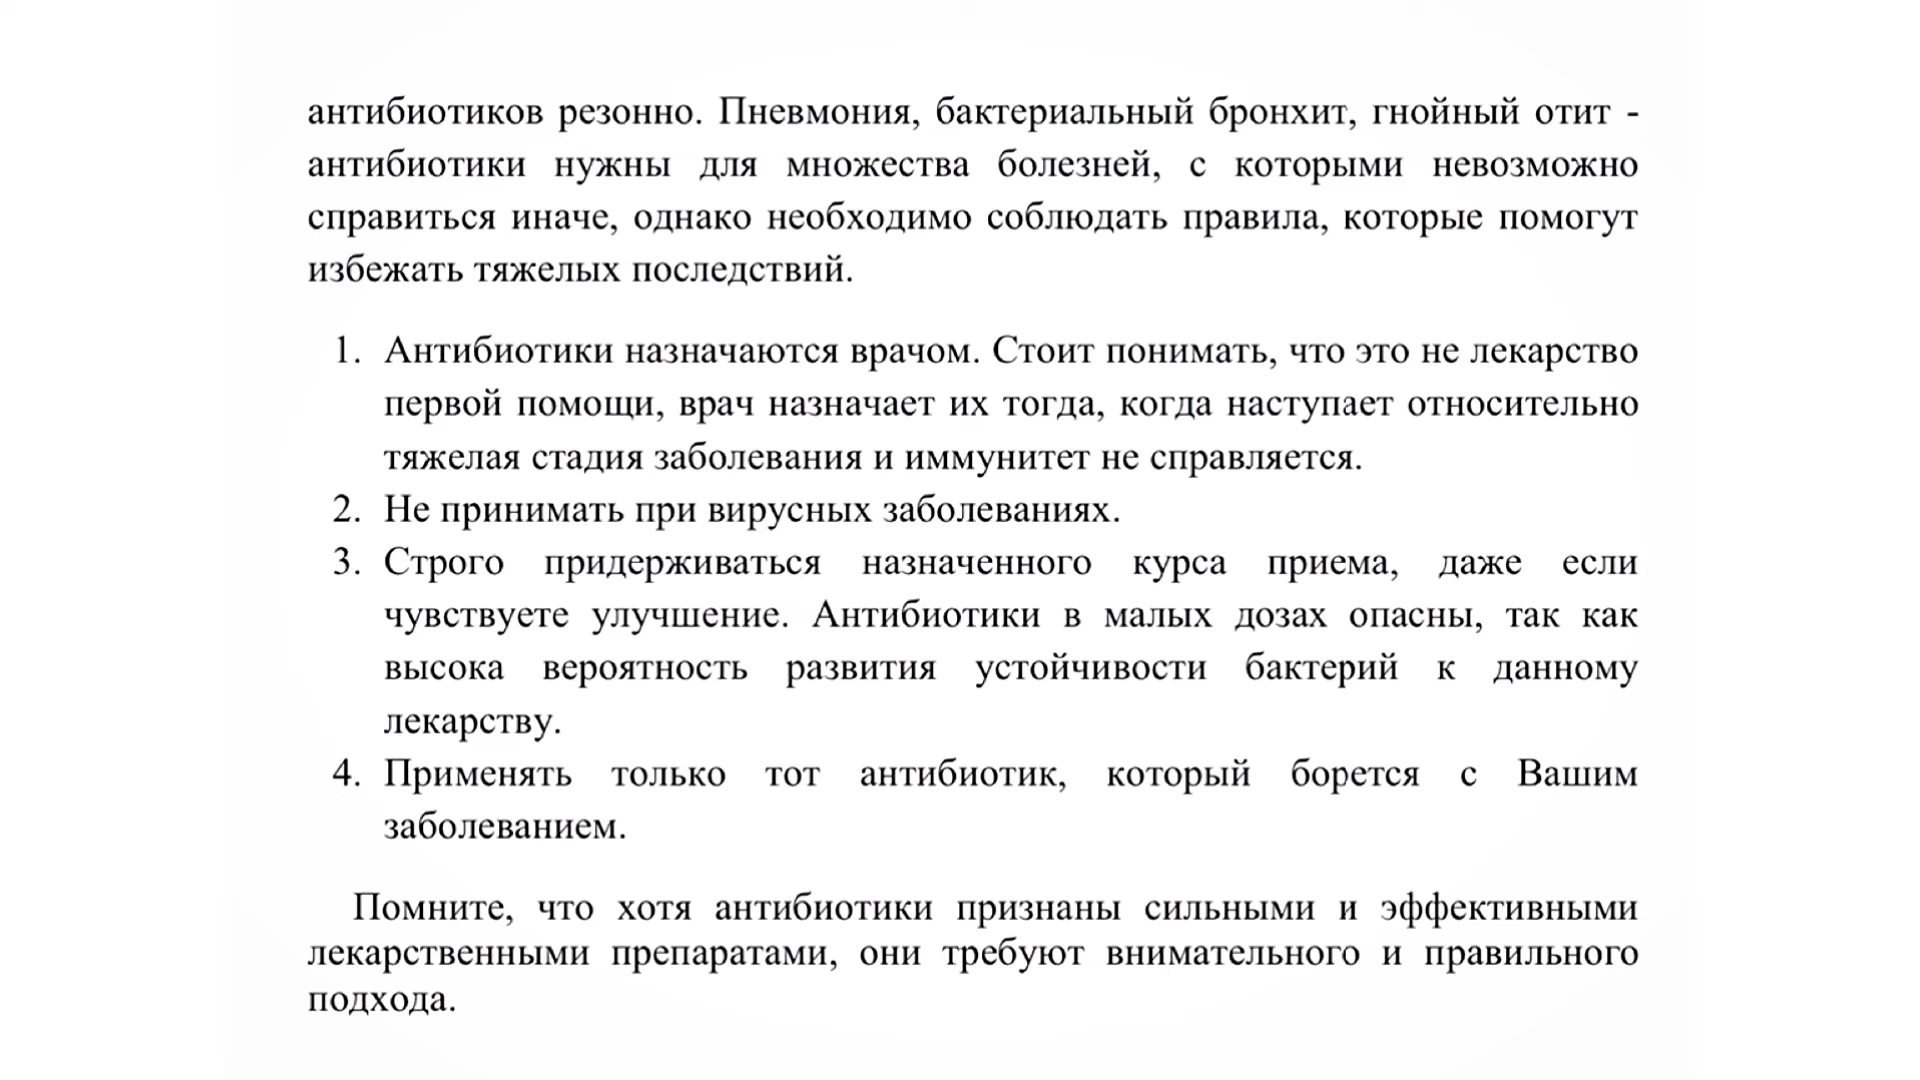 антибиотиков резонно. Пневмония, бактериальный бронхит, гнойный отит -
антибиотики нужны для множества болезней, с которыми невозможно
справиться иначе, однако необходимо соблюдать правила, которые помогут
избежать тяжелых последствий.
1. Антибиотики назначаются врачом. Стоит понимать, что это не лекарство
первой помощи, врач назначает их тогда, когда наступает относительно
тяжелая стадия заболевания и иммунитет не справляется.
2. Не принимать при вирусных заболеваниях.
3. Строго придерживаться назначенного курса приема, даже если
чувствуете улучшение. Антибиотики в малых дозах опасны, так как
высока вероятность развития устойчивости бактерий к данному
лекарству.
4. Применять только тот антибиотик, который борется с Вашим
заболеванием.
Помните, что хотя антибиотики признаны сильными и эффективными
лекарственными препаратами, они требуют внимательного и правильного
подхода.